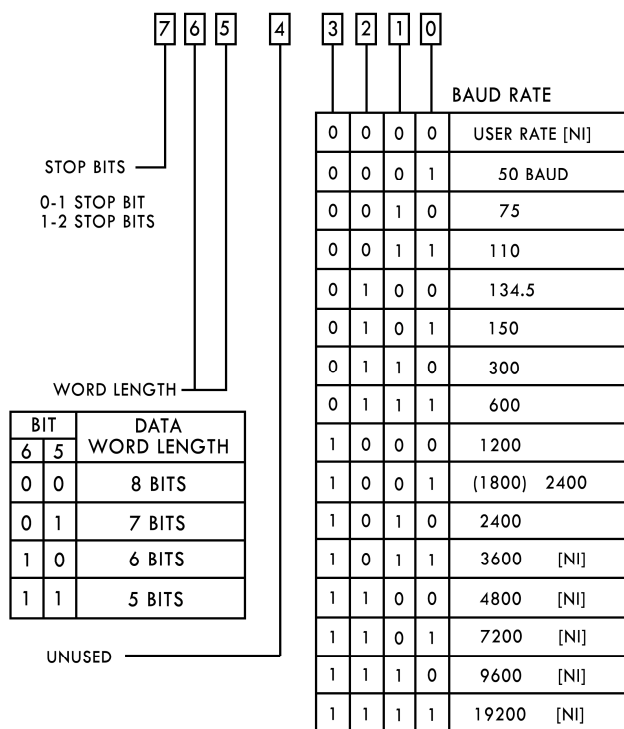 7 6 5 4 3 2 1 0
BAUD RATE
0 0 0 0 USER RATE [NI]
0 0 0 1 50 BAUD
0 0 1 0 75
0 0 1 1 110
0 1 0 0 134.5
0 1 0 1 150
0 1 1 0 300
0 1 1 1 600
1 0 0 0 1200
1 0 0 1 (1800) 2400
1 0 1 0 2400
1 0 1 1 3600 [NI]
1 1 0 0 4800 [NI]
1 1 0 1 7200 [NI]
1 1 1 0 9600 [NI]
1 1 1 1 19200 [NI]
STOP BITS
0-1 STOP BIT
1-2 STOP BITS
WORD LENGTH
BIT DATA
6 5 WORD LENGTH
0 0 8 BITS
0 1 7 BITS
1 0 6 BITS
1 1 5 BITS
UNUSED